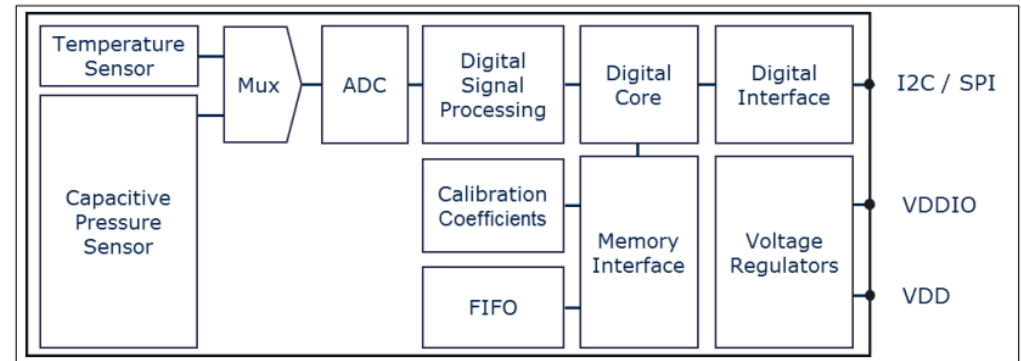 Temperature
Sensor
Mux
ADC
Digital
Signal
Processing
Digital
Core
Digital
Interface
I2C / SPI
Capacitive
Pressure
Sensor
Calibration
Coefficients
Memory
Interface
Voltage
Regulators
VDDIO
FIFO
VDD